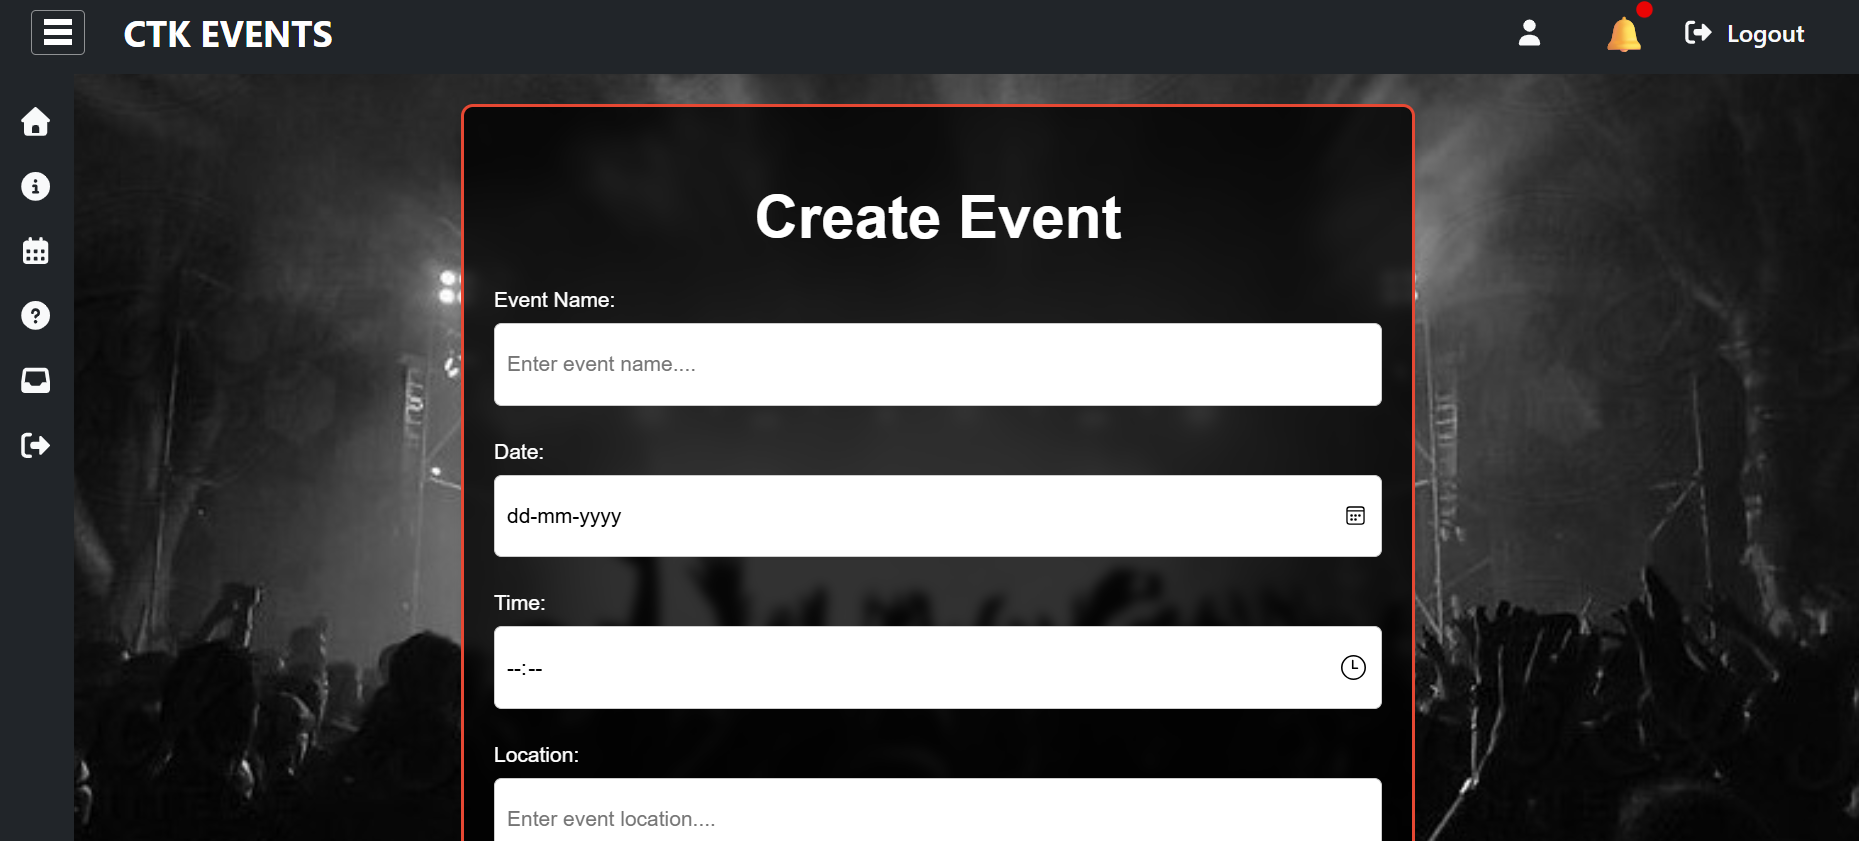 CTK EVENTS
Logout
Create Event
Event Name:
Enter event name....
Date:
dd-mm-yyyy
Time:
--:--
Location:
Enter event location....